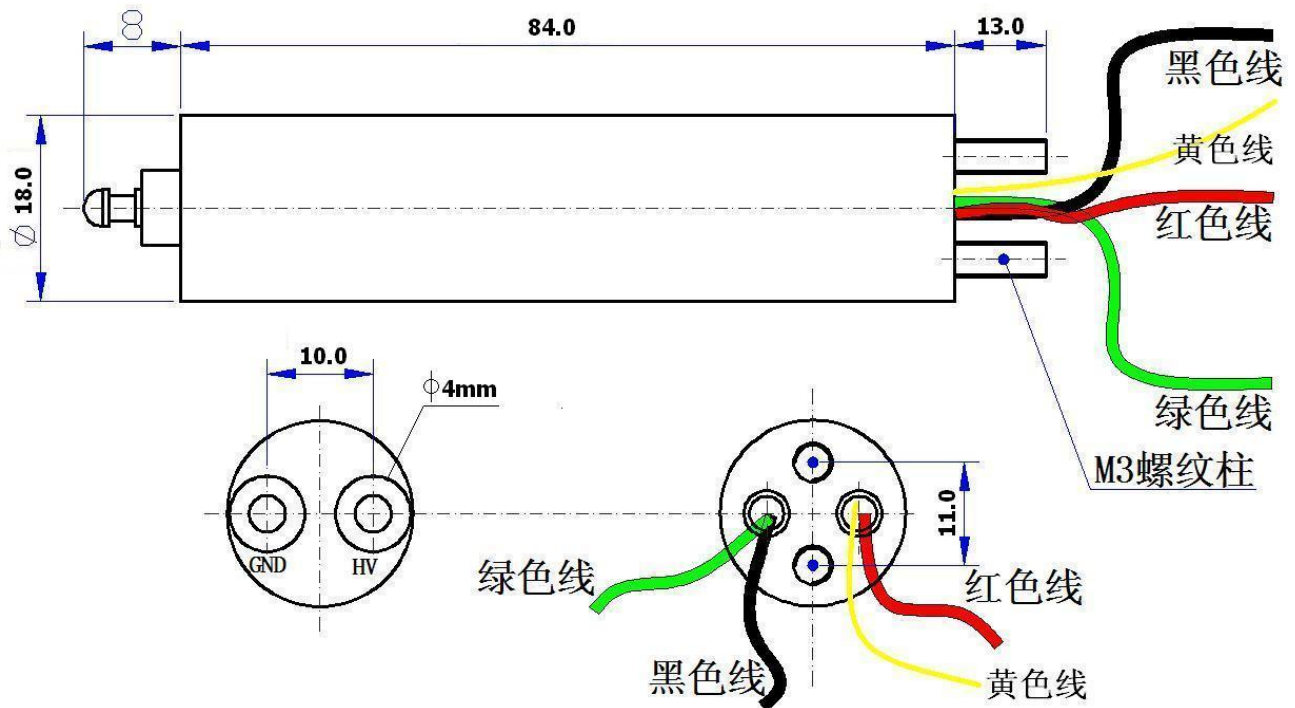 8
84.0
13.0
黑色线
黄色线
Ø 18.0
红色线
绿色线
10.0
Φ4mm
M3螺纹柱
11.0
GND
HV
绿色线
红色线
黑色线
黄色线